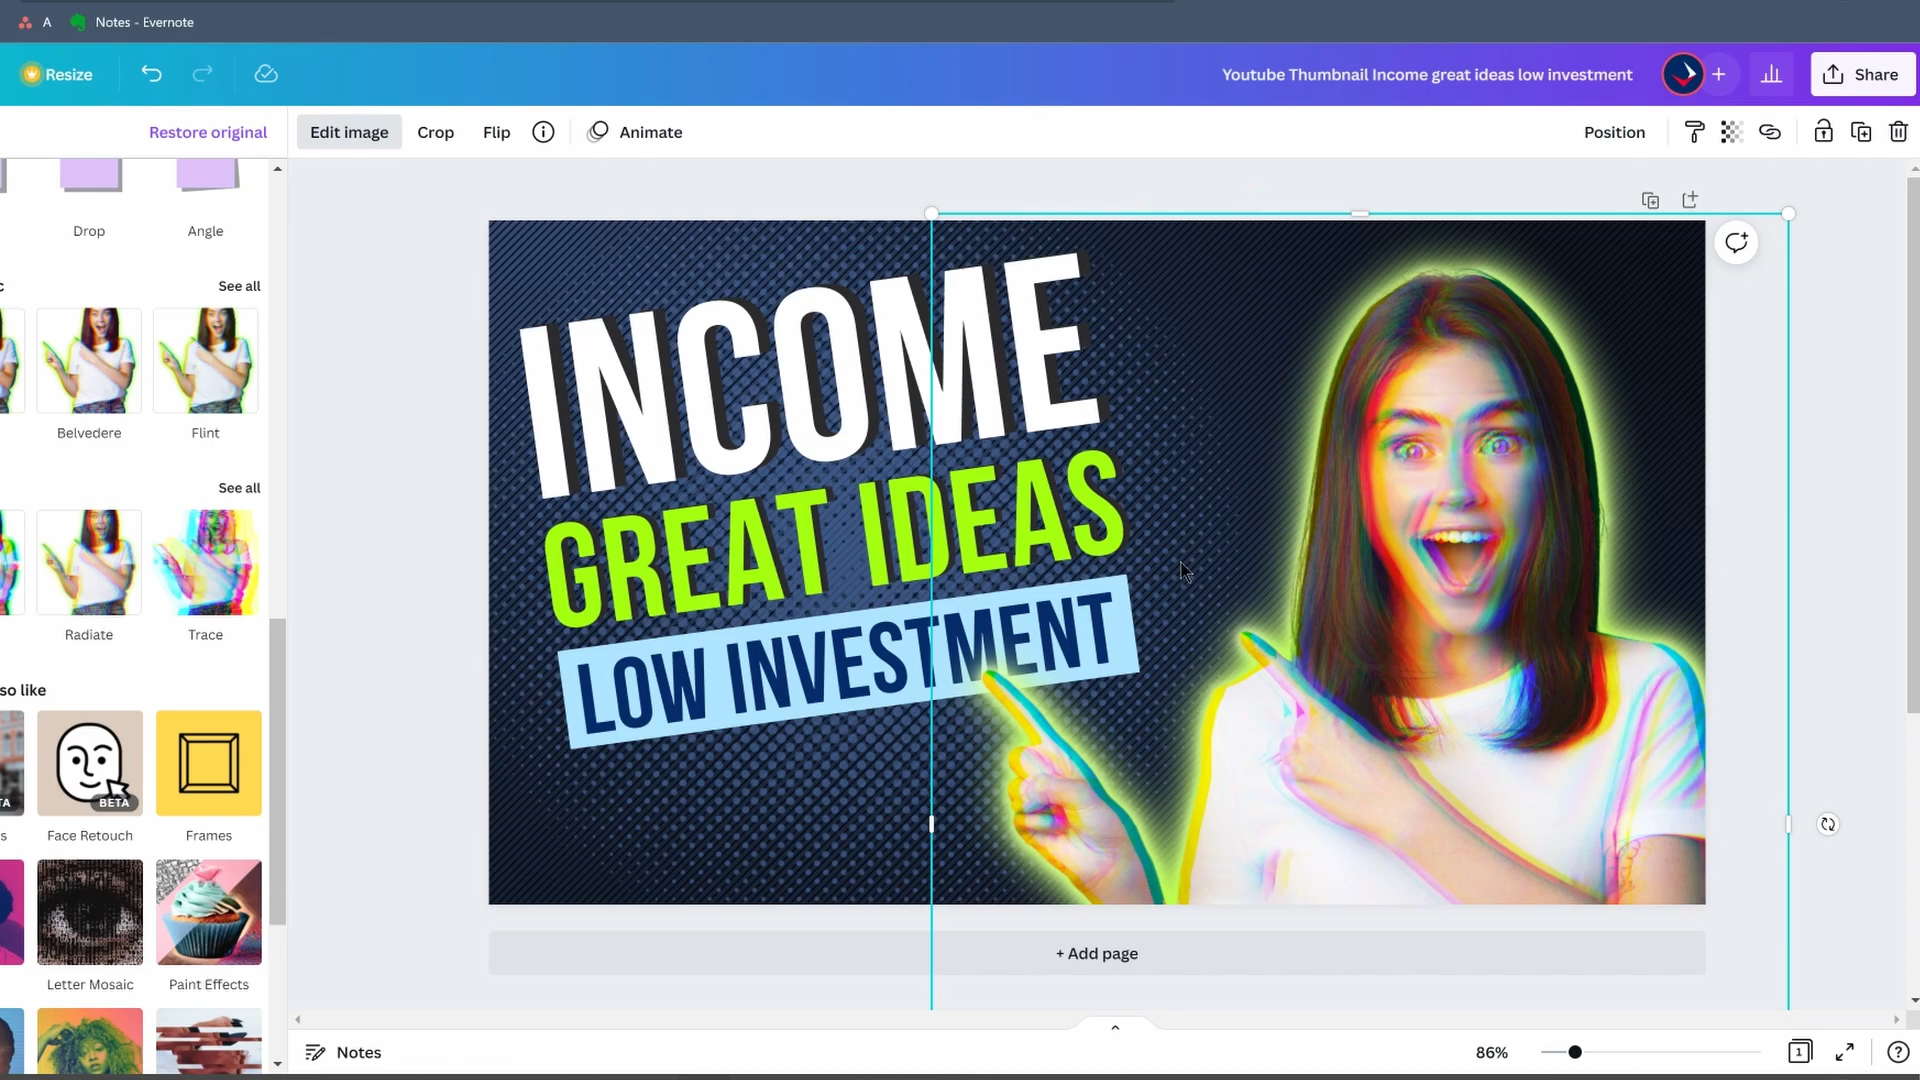 A Notes - Evernote
Resize Youtube Thumbnail Income great ideas low investment + Share
Restore original Edit image Crop Flip Animate Position
Drop Angle
c See all
Belvedere Flint
See all
Radiate Trace
so like
TA BETA
s Face Retouch Frames
Letter Mosaic Paint Effects
INCOME
GREAT IDEAS
LOW INVESTMENT
+ Add page
Notes 86% 1 ?